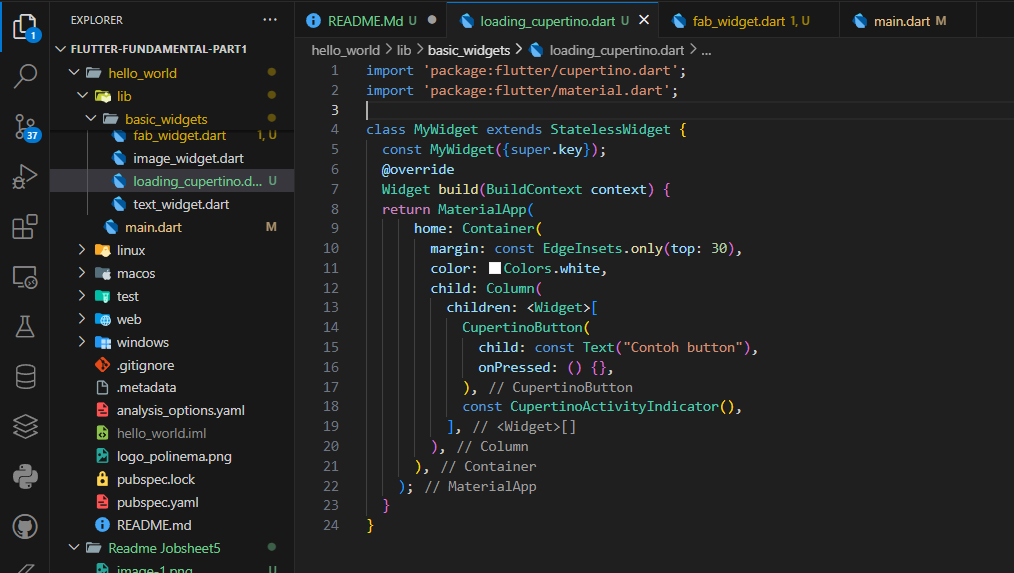 EXPLORER
FLUTTER-FUNDAMENTAL-PART1
hello_world
lib
basic_widgets
fab_widget.dart 1, U
image_widget.dart
loading_cupertino.d... U
text_widget.dart
main.dart M
linux
macos
test
web
windows
.gitignore
.metadata
analysis_options.yaml
hello_world.iml
logo_polinema.png
pubspec.lock
pubspec.yaml
README.md
Readme Jobsheet5
image-1.png U
1
37
README.Md U
loading_cupertino.dart U
fab_widget.dart 1, U
main.dart M
hello_world > lib > basic_widgets > loading_cupertino.dart > ...
1 import 'package:flutter/cupertino.dart';
2 import 'package:flutter/material.dart';
3
4 class MyWidget extends StatelessWidget {
5 const MyWidget({super.key});
6 @override
7 Widget build(BuildContext context) {
8 return MaterialApp(
9 home: Container(
10 margin: const EdgeInsets.only(top: 30),
11 color: Colors.white,
12 child: Column(
13 children: <Widget>[
14 CupertinoButton(
15 child: const Text("Contoh button"),
16 onPressed: () {},
17 ), // CupertinoButton
18 const CupertinoActivityIndicator(),
19 ], // <Widget>[]
20 ), // Column
21 ), // Container
22 ); // MaterialApp
23 }
24 }